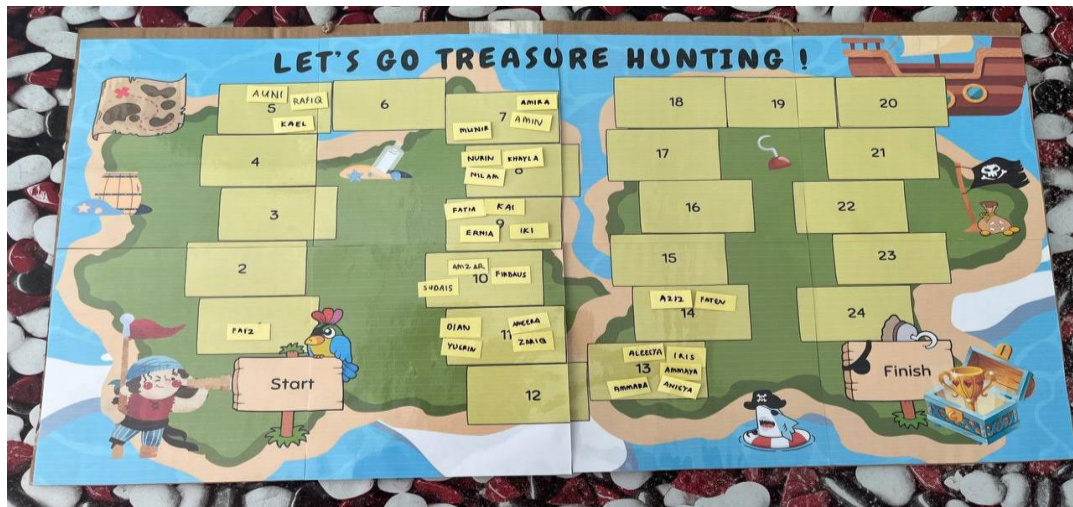 LET'S GO TREASURE HUNTING !
AUNI
RAFIQ
5
KAEL
6
AMIRA
7
AMIN
MUNIR
18
19
20
4
NURIN
KHAYLA
NILAM
17
21
3
FATIA
KAI
9
ERNIA
IKI
16
22
2
AMZAR
FIRDAUS
SUDAIS
10
15
23
FAIZ
DIAN
AMEERA
11
YUSRIN
ZARIQ
AZIZ
FATEN
14
24
Start
12
ALEESYA
IRIS
13
AMMAYA
AMMARA
ANISYA
Finish